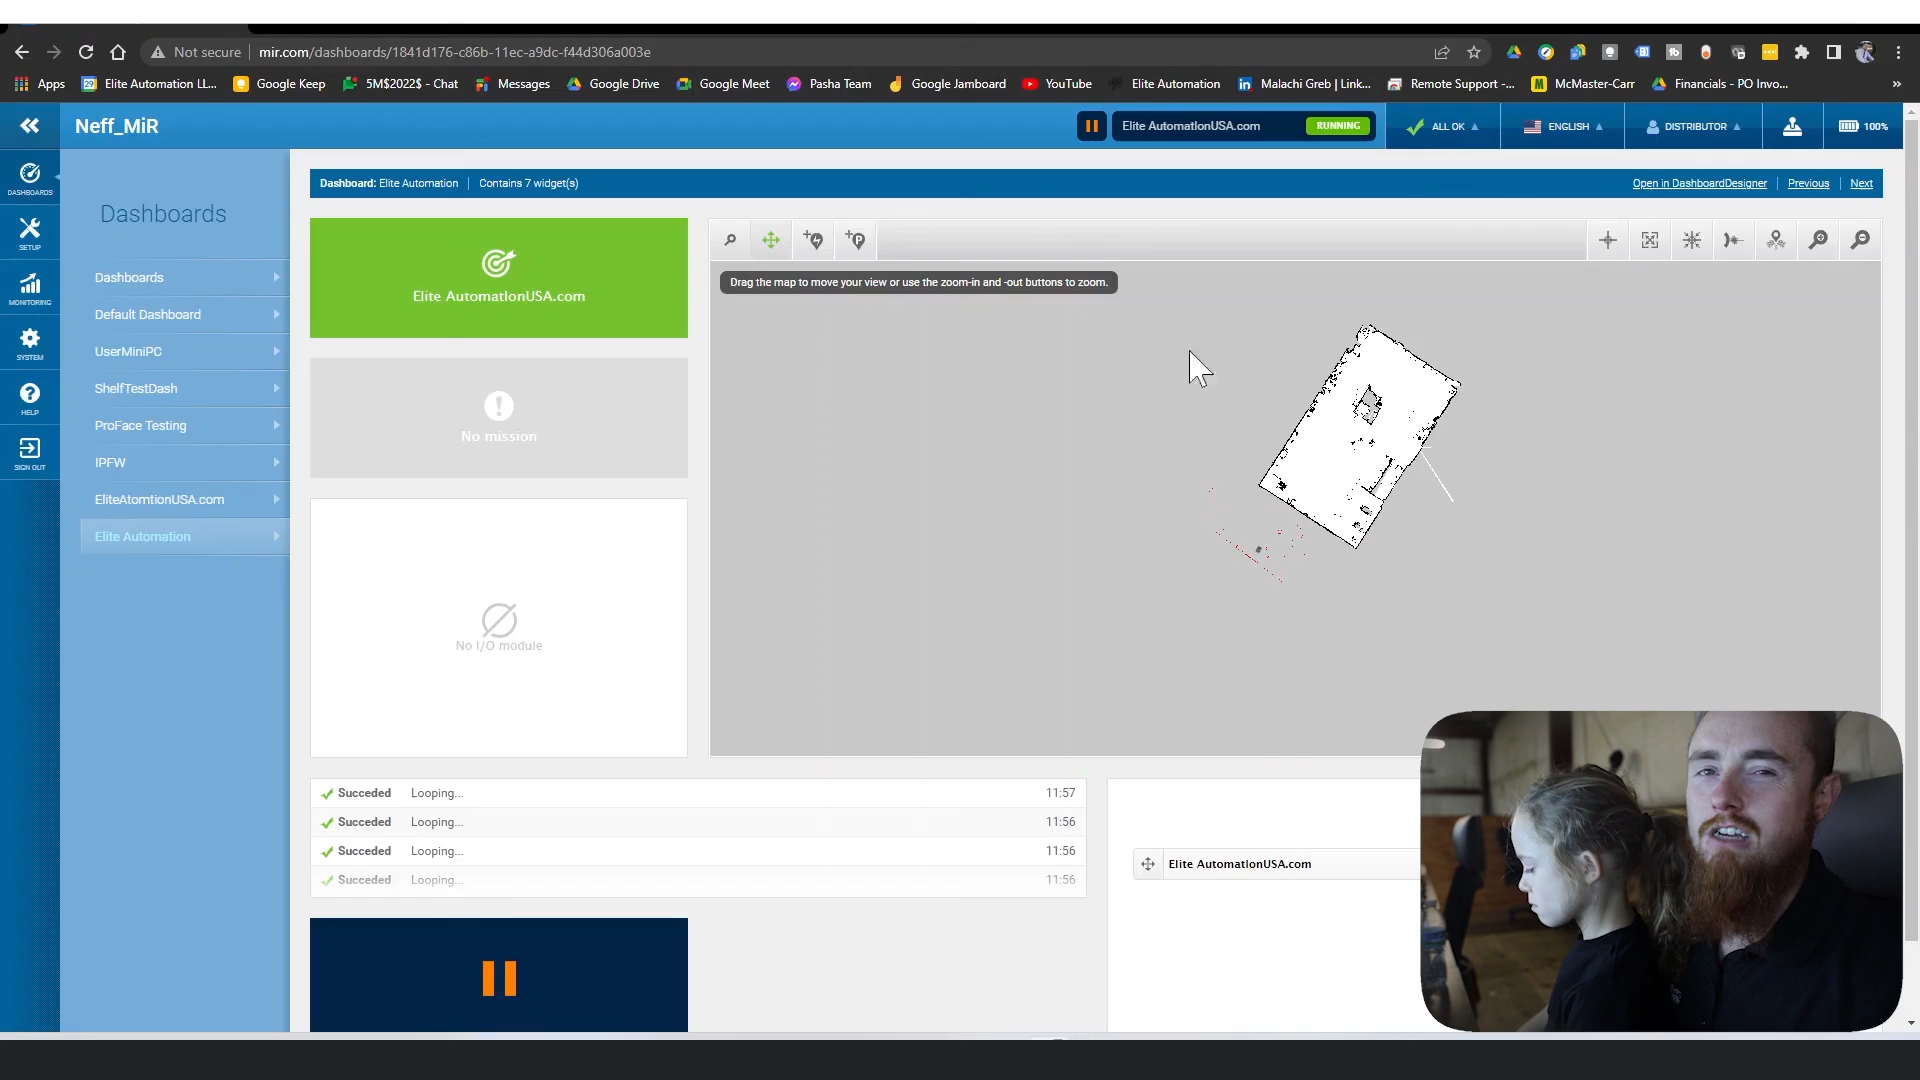 Not secure mir.com/dashboards/1841d176-c86b-11ec-a9dc-f44d306a003e
Apps Elite Automation LL... Google Keep 5M$2022$ - Chat Messages Google Drive Google Meet Pasha Team Google Jamboard YouTube Elite Automation Malachi Greb | Link... Remote Support -... McMaster-Carr Financials - PO Invo... »
Neff_MiR Elite AutomatIonUSA.com RUNNING ALL OK ENGLISH DISTRIBUTOR 100%
DASHBOARDS
SETUP
MONITORING
SYSTEM
HELP
SIGN OUT
Dashboards
Dashboards
Default Dashboard
UserMiniPC
ShelfTestDash
ProFace Testing
IPFW
EliteAtomtionUSA.com
Elite Automation
Dashboard: Elite Automation Contains 7 widget(s) Open in DashboardDesigner Previous Next
Elite AutomatIonUSA.com
No mission
No I/O module
Drag the map to move your view or use the zoom-in and -out buttons to zoom.
Succeded Looping... 11:57
Succeded Looping... 11:56
Succeded Looping... 11:56
Succeded Looping... 11:56
Elite AutomatIonUSA.com